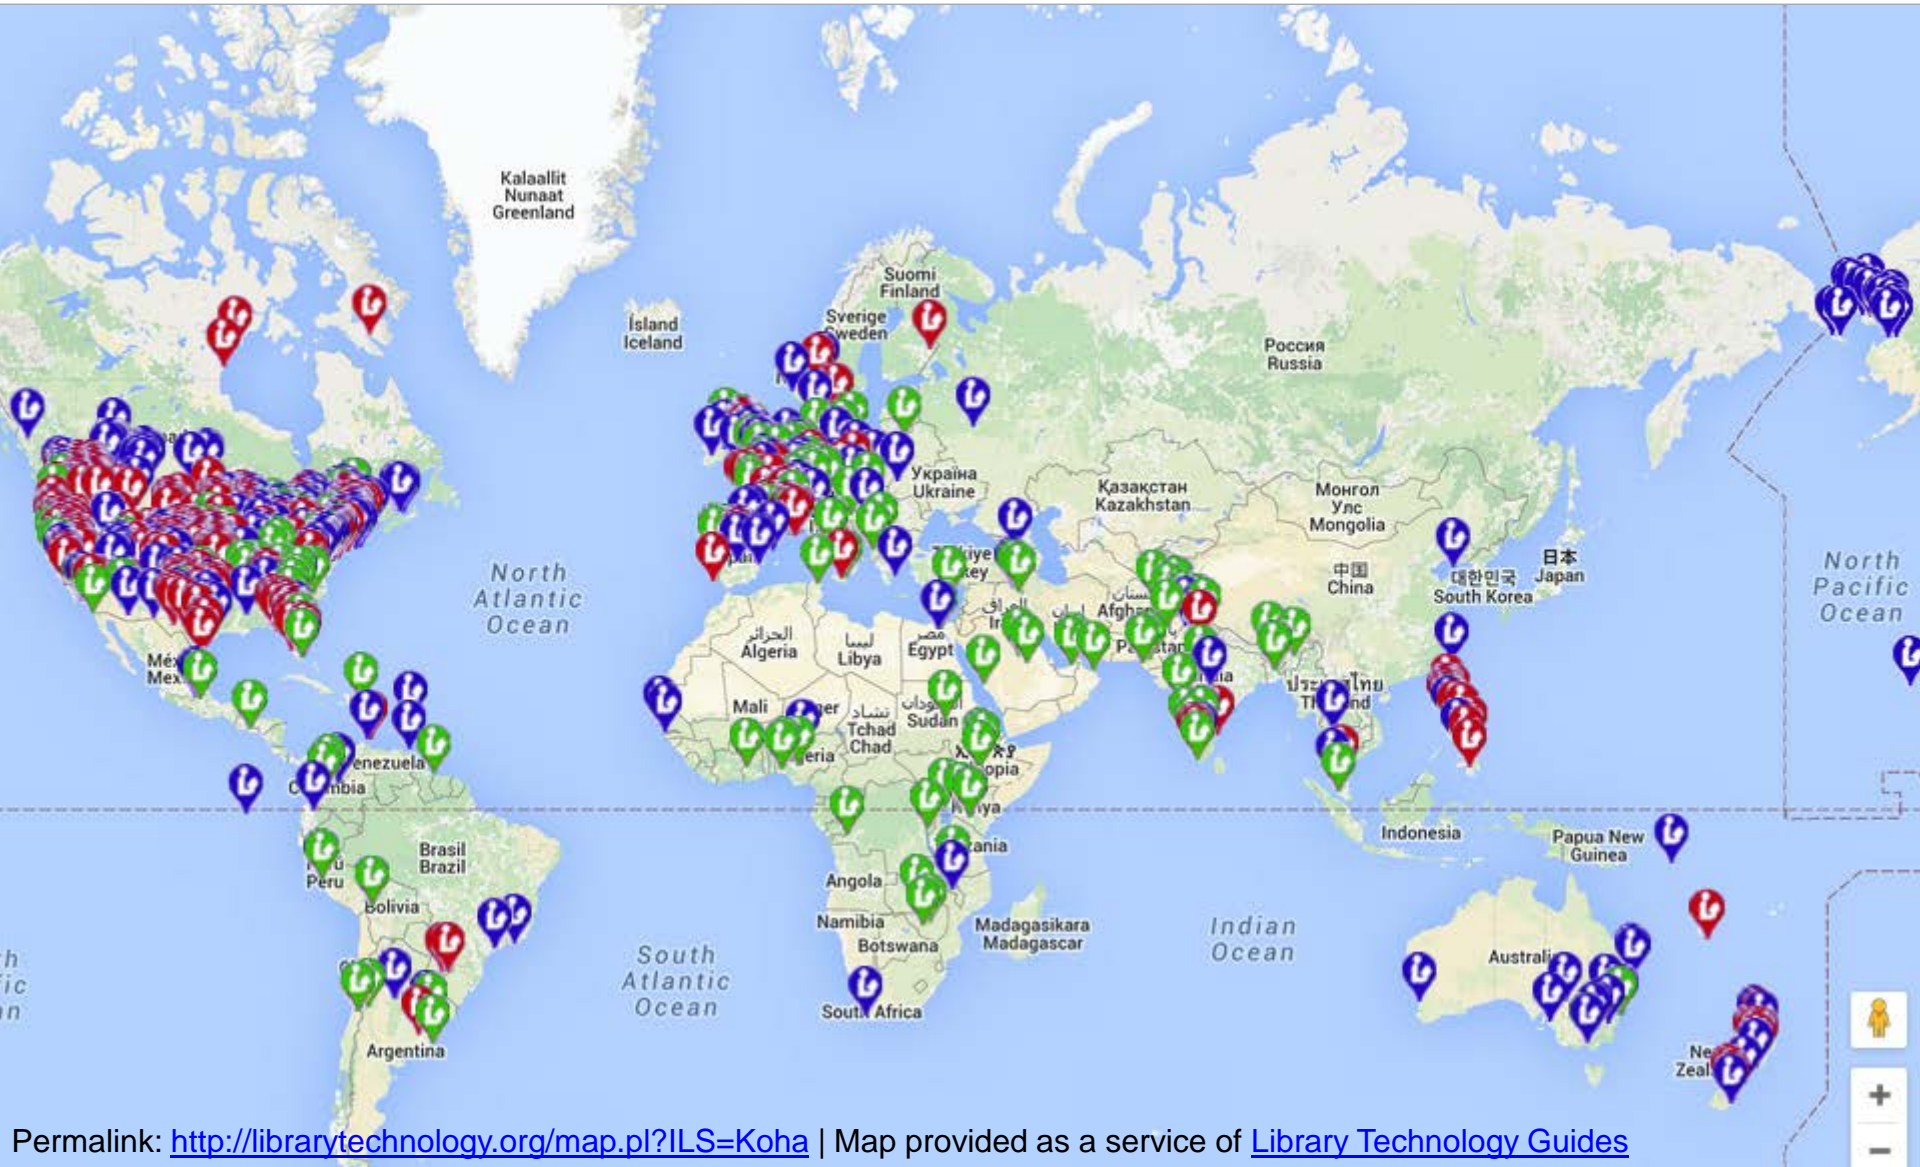 Kalaallit
Nunaat
Greenland
Suomi
Finland
Ísland
Iceland
Sverige
Sweden
Россия
Russia
Україна
Ukraine
Қазақстан
Kazakhstan
Монгол
Улс
Mongolia
North
Atlantic
Ocean
中国
China
대한민국
South Korea
日本
Japan
North
Pacific
Ocean
الجزائر
Algeria
ليبيا
Libya
مصر
Egypt
Mali
تشاد
Tchad
Chad
Sudan
Indonesia
Papua New
Guinea
Brasil
Brazil
Peru
Bolivia
Angola
Namibia
Botswana
Madagasikara
Madagascar
Indian
Ocean
South
Atlantic
Ocean
South Africa
Argentina
Permalink: http://librarytechnology.org/map.pl?ILS=Koha | Map provided as a service of Library Technology Guides